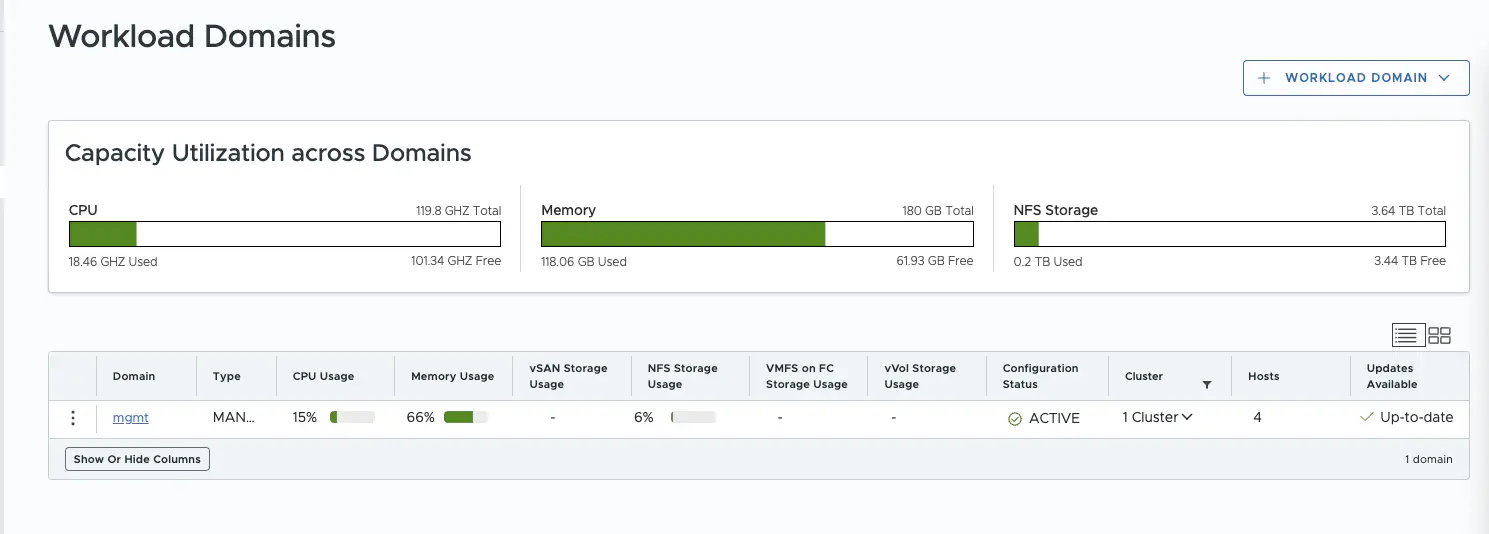 Workload Domains
+ WORKLOAD DOMAIN
Capacity Utilization across Domains
CPU 119.8 GHZ Total
18.46 GHZ Used 101.34 GHZ Free
Memory 180 GB Total
118.06 GB Used 61.93 GB Free
NFS Storage 3.64 TB Total
0.2 TB Used 3.44 TB Free
Domain Type CPU Usage Memory Usage vSAN Storage Usage NFS Storage Usage VMFS on FC Storage Usage vVol Storage Usage Configuration Status Cluster Hosts Updates Available
mgmt MAN... 15% 66% - 6% - - ACTIVE 1 Cluster 4 Up-to-date
Show Or Hide Columns 1 domain